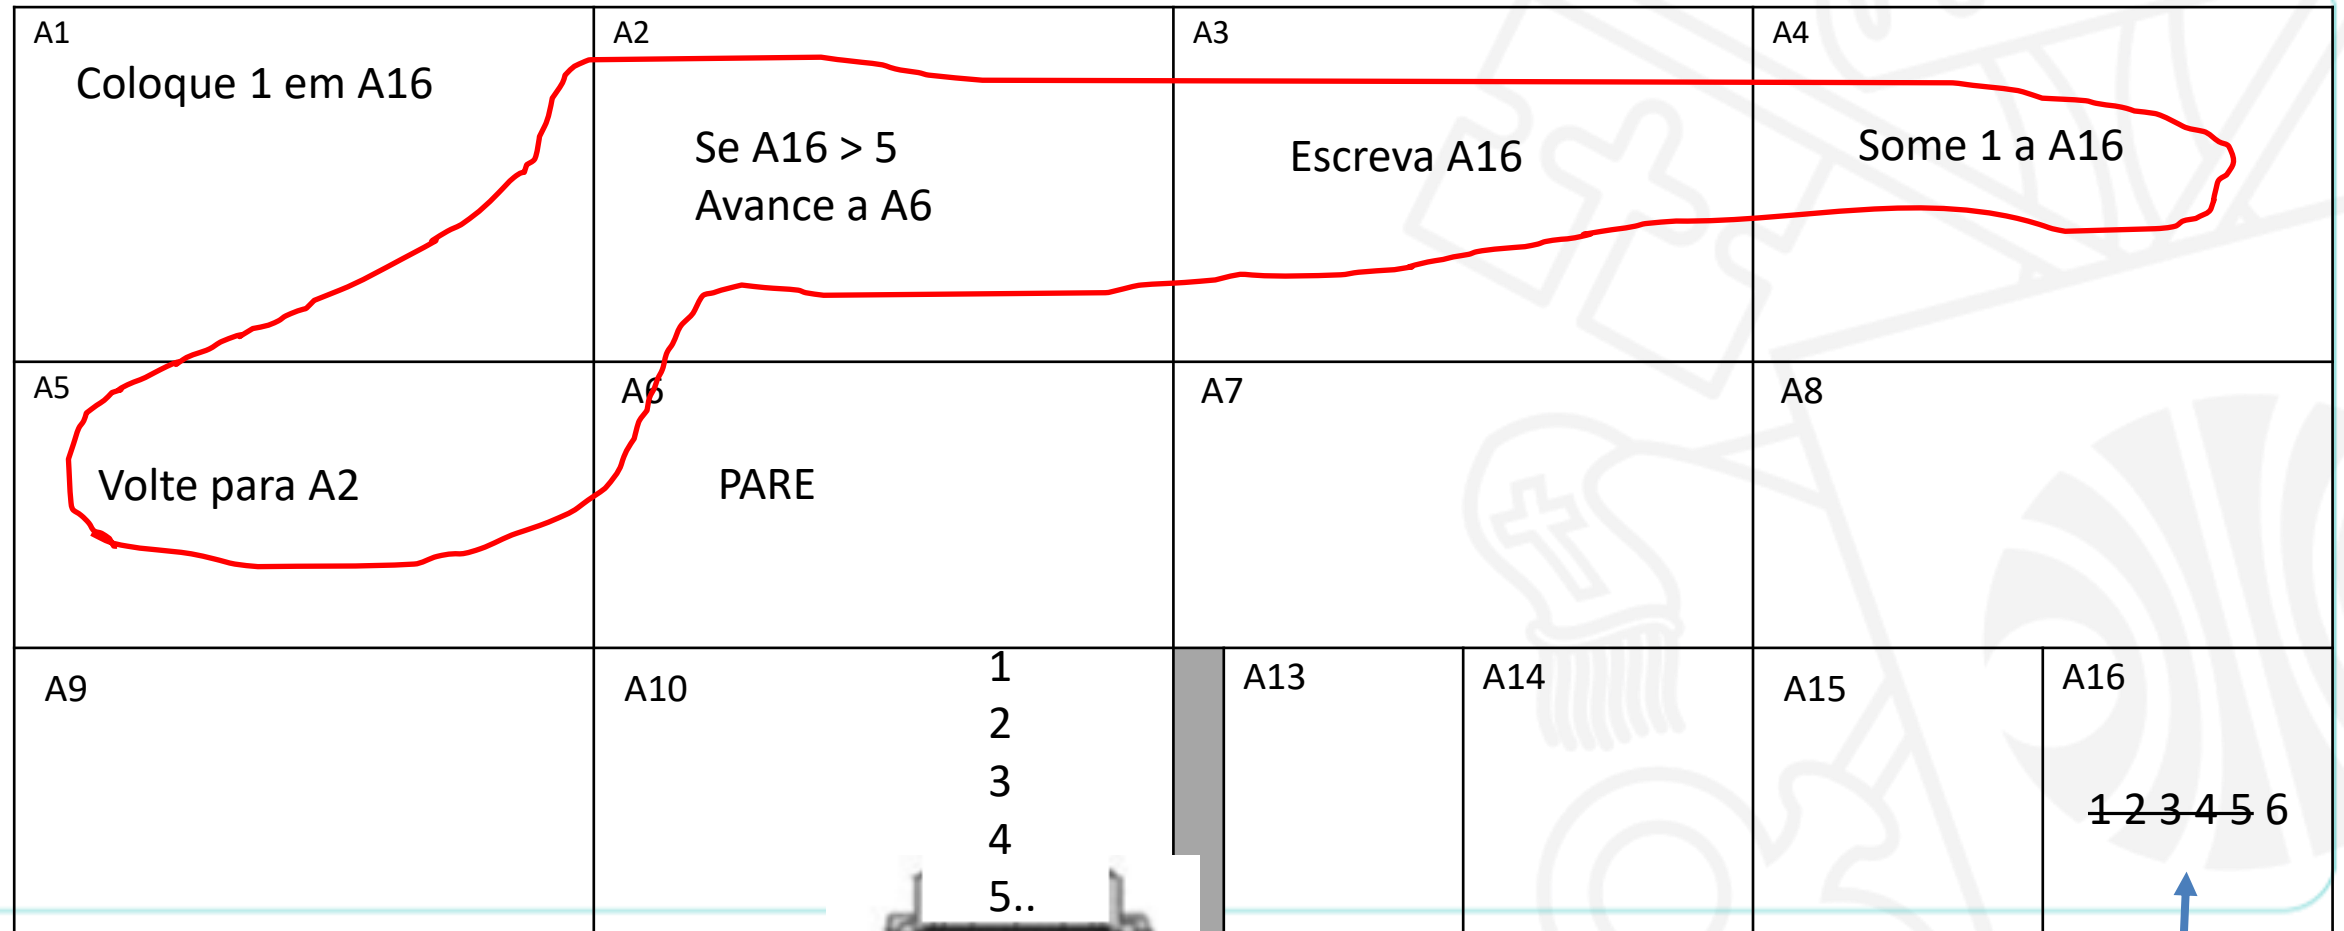 A1
Coloque 1 em A16
A2
Se A16 > 5
Avance a A6
A3
Escreva A16
A4
Some 1 a A16
A5
Volte para A2
A6
PARE
A7
A8
A9
A10
1
2
3
4
5..
A13
A14
A15
A16
1 2 3 4 5 6